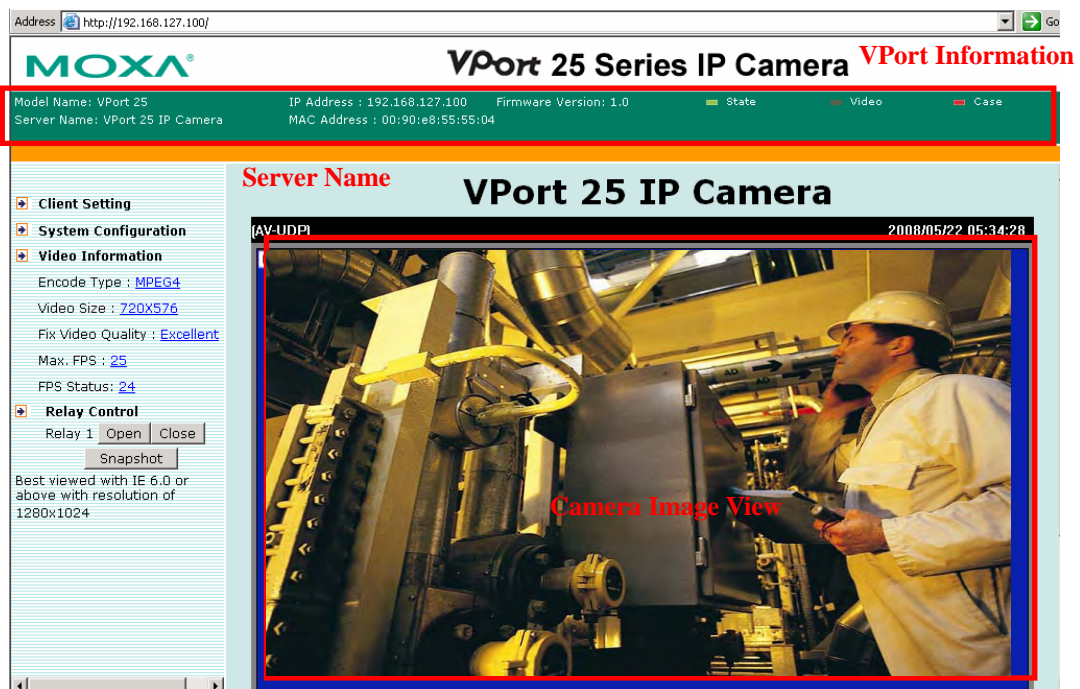 Address http://192.168.127.100/ Go
MOXA®
VPort 25 Series IP Camera
VPort Information
Model Name: VPort 25 IP Address : 192.168.127.100 Firmware Version: 1.0 State Video Case
Server Name: VPort 25 IP Camera MAC Address : 00:90:e8:55:55:04
Server Name
VPort 25 IP Camera
Client Setting
System Configuration
Video Information
Encode Type : MPEG4
Video Size : 720X576
Fix Video Quality : Excellent
Max. FPS : 25
FPS Status: 24
Relay Control
Relay 1 Open Close
Snapshot
Best viewed with IE 6.0 or
above with resolution of
1280x1024
(AV-UDP) 2008/05/22 05:34:28
AD
AD
Camera Image View